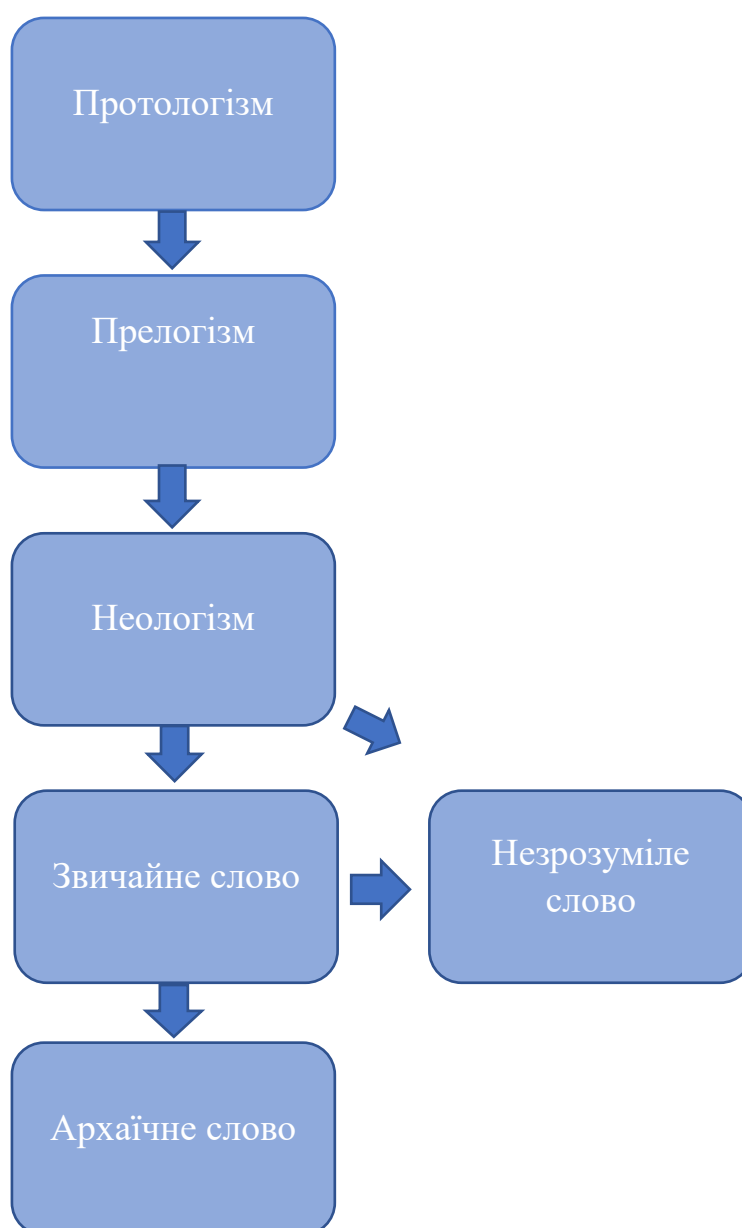 Протологізм
Прелогізм
Неологізм
Звичайне слово
Незрозуміле
слово
Архаїчне слово